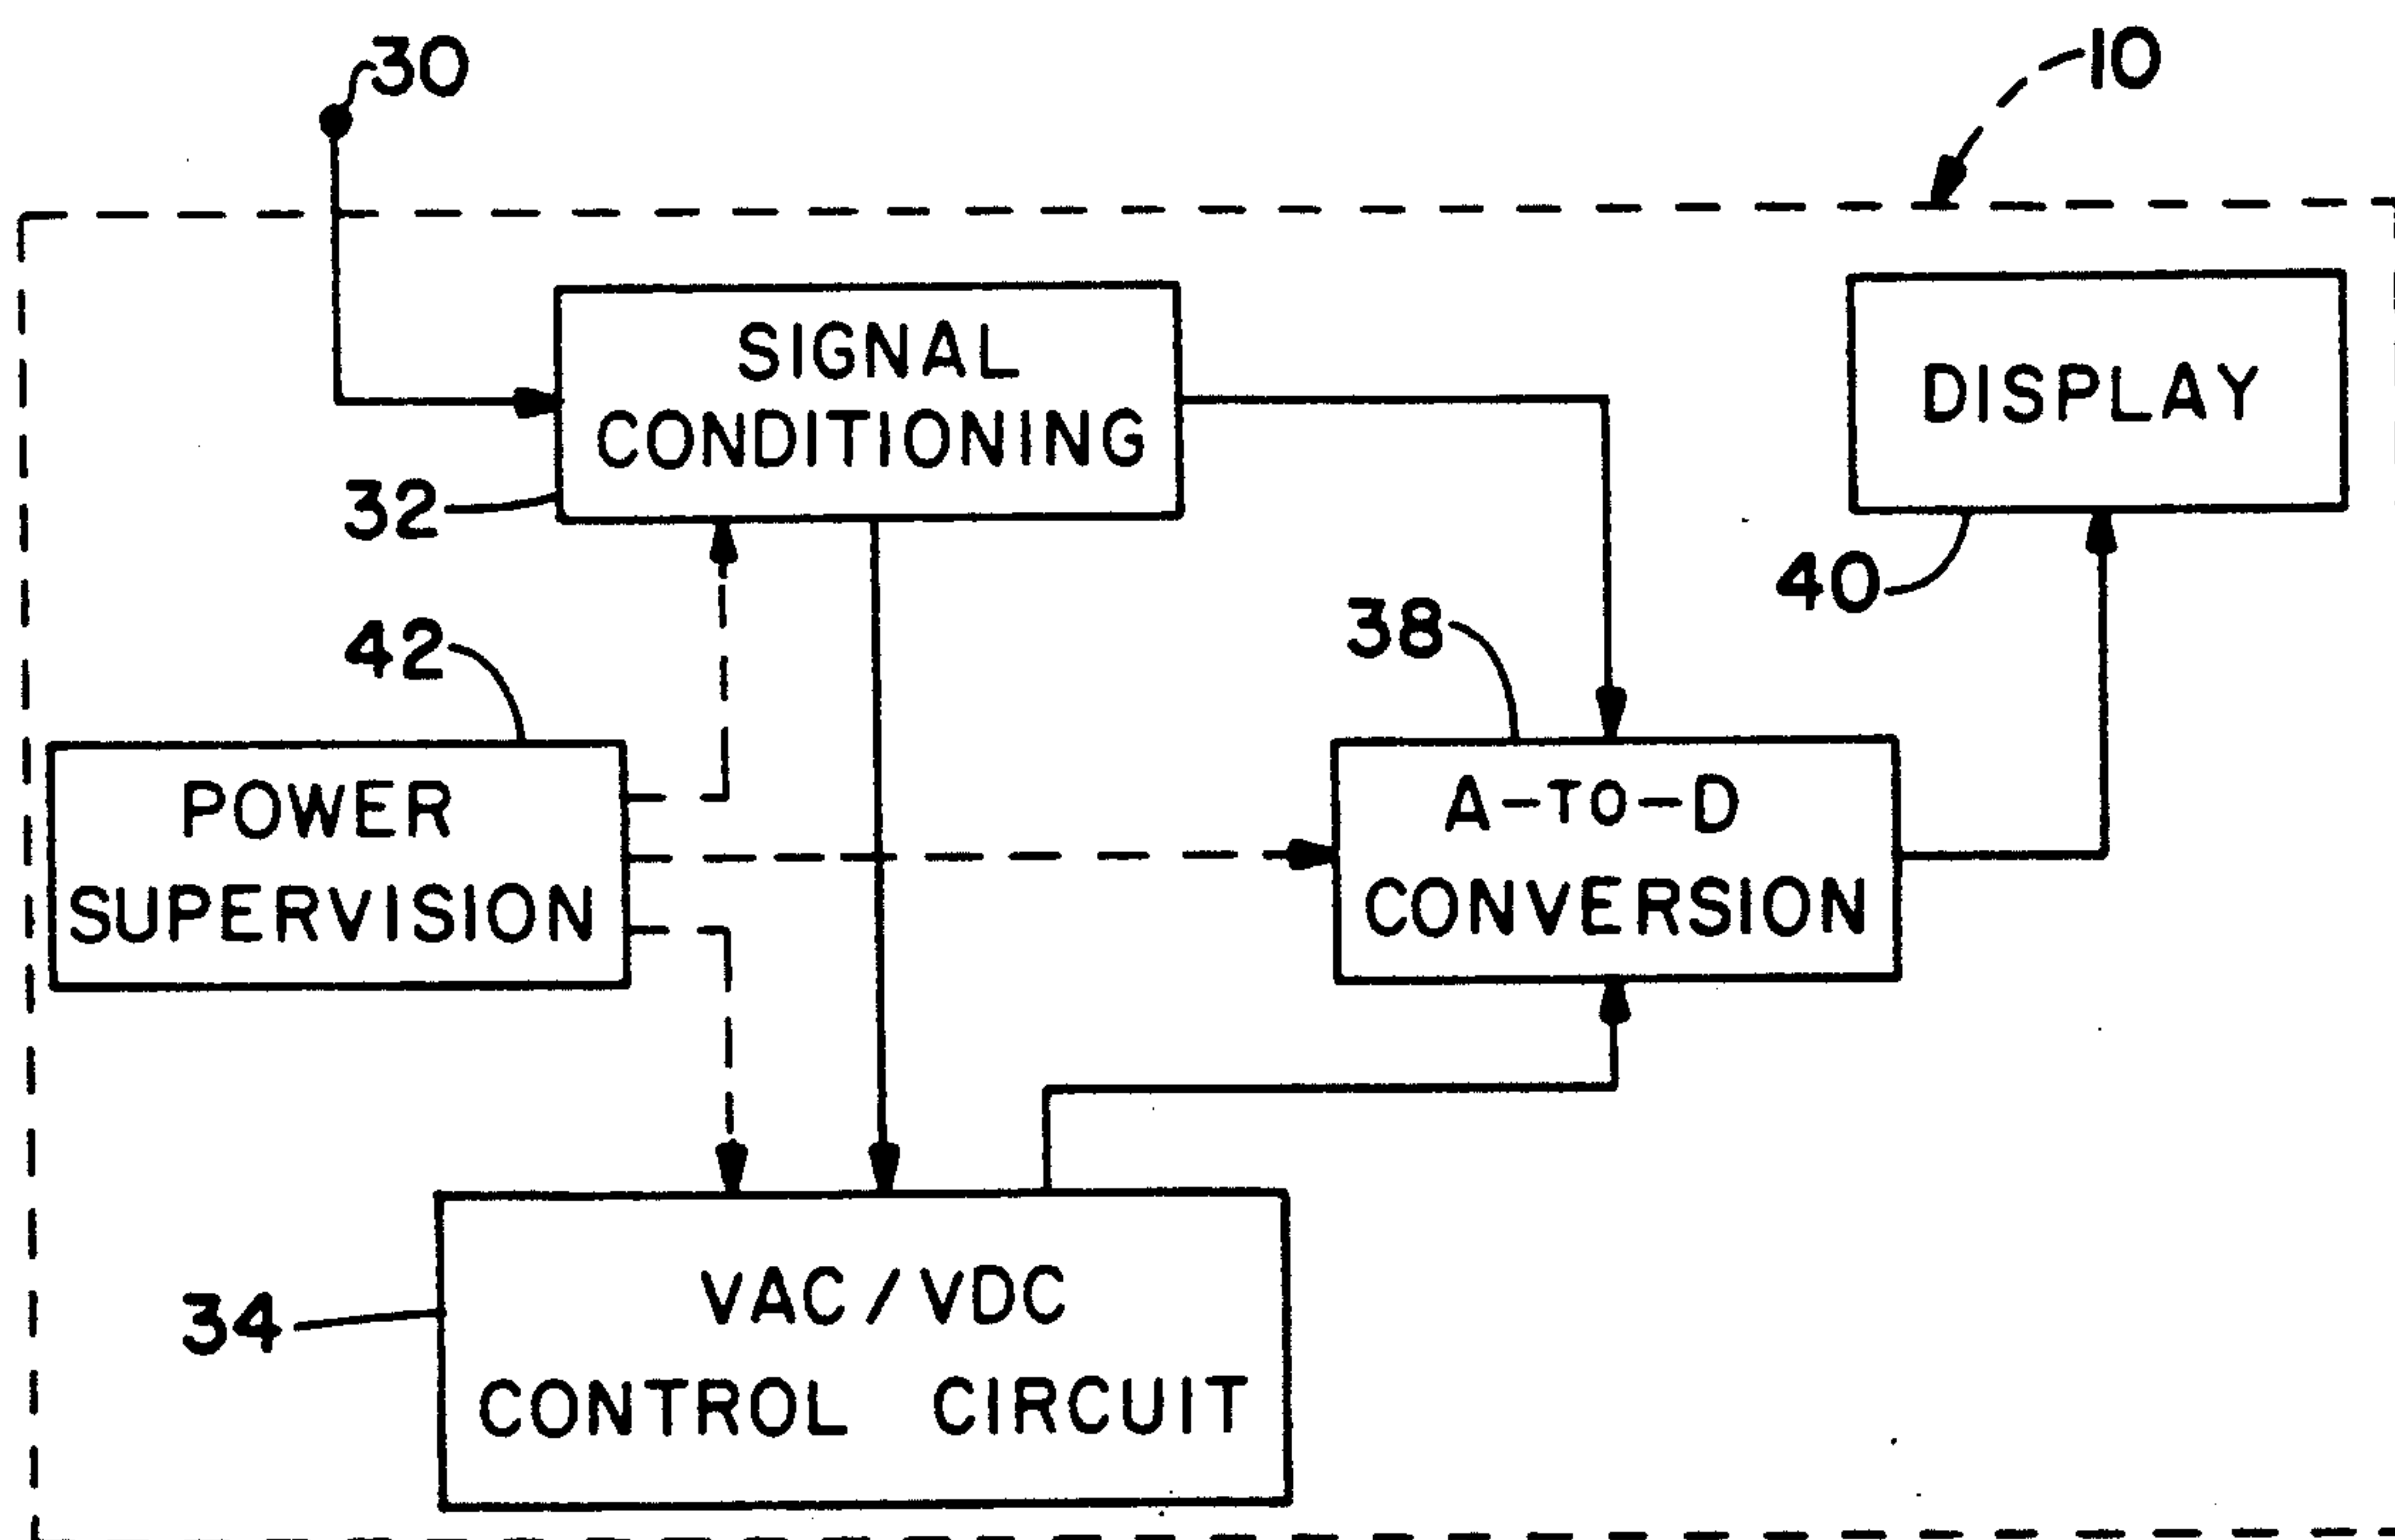 30
10
SIGNAL
CONDITIONING
32
DISPLAY
40
42
38
POWER
SUPERVISION
A-TO-D
CONVERSION
34
VAC/VDC
CONTROL CIRCUIT